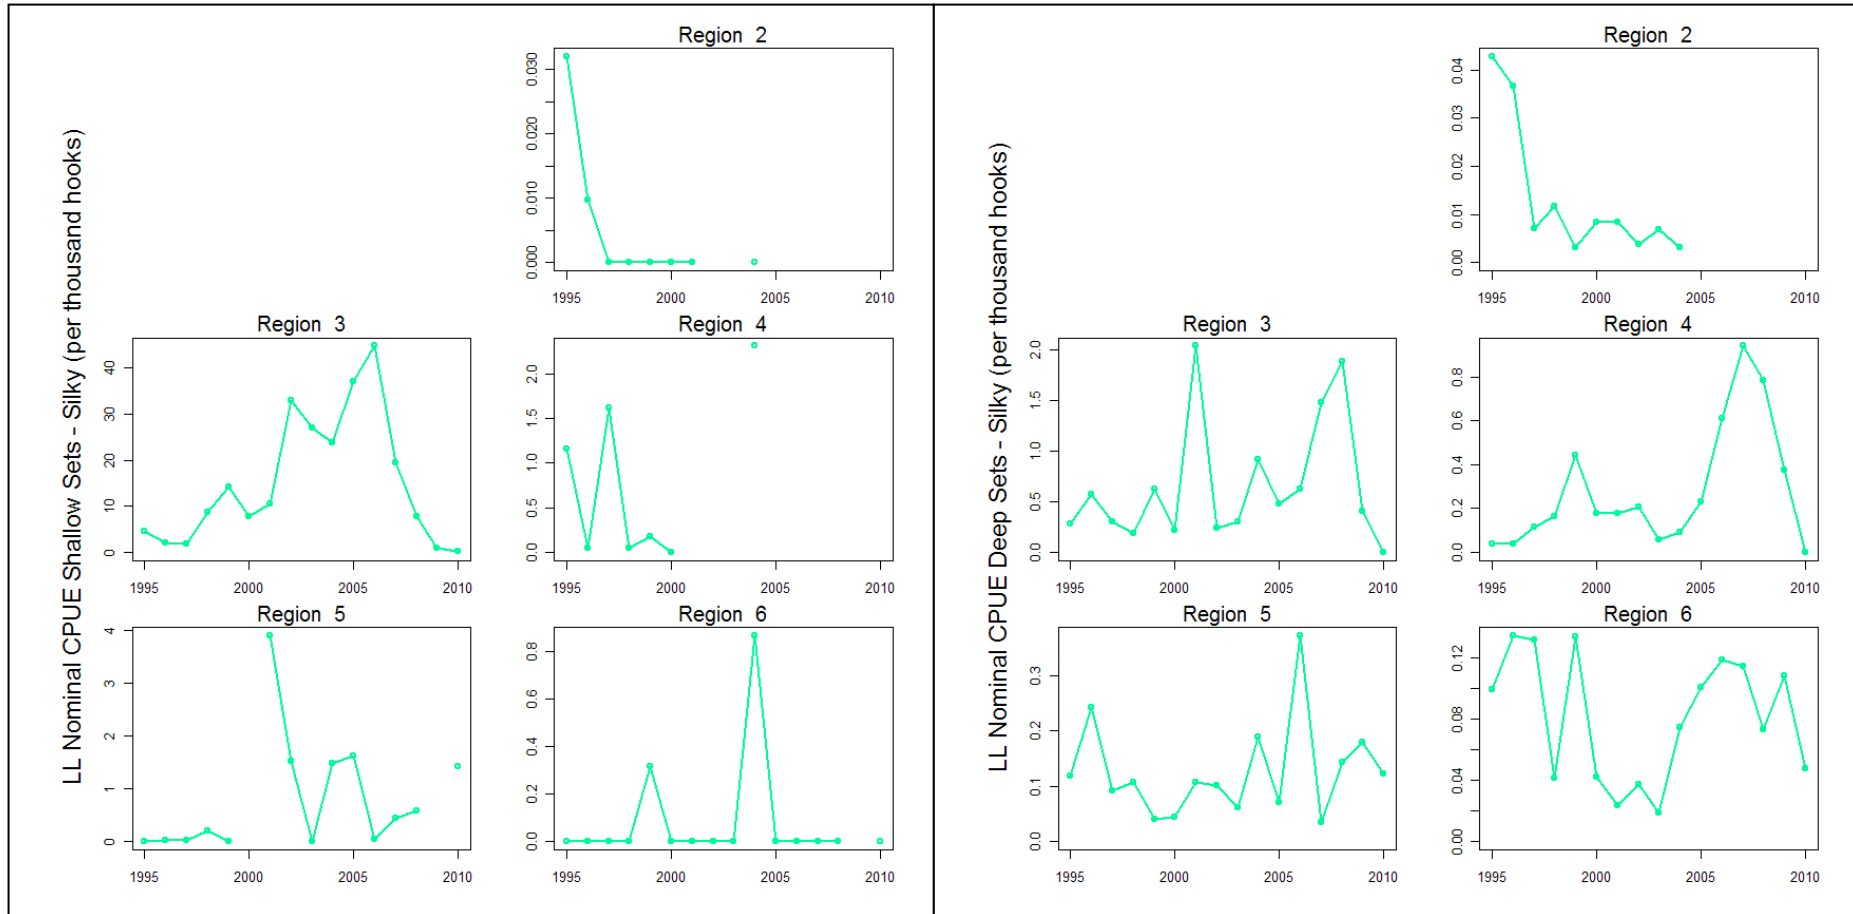 LL Nominal CPUE Shallow Sets - Silky (per thousand hooks)
Region 2
0.030
0.020
0.010
0.000
1995 2000 2005 2010
Region 3
40
30
20
10
0
1995 2000 2005 2010
Region 4
2.0
1.5
1.0
0.5
0.0
1995 2000 2005 2010
Region 5
4
3
2
1
0
1995 2000 2005 2010
Region 6
0.8
0.6
0.4
0.2
0.0
1995 2000 2005 2010
LL Nominal CPUE Deep Sets - Silky (per thousand hooks)
Region 2
0.04
0.03
0.02
0.01
0.00
1995 2000 2005 2010
Region 3
2.0
1.5
1.0
0.5
0.0
1995 2000 2005 2010
Region 4
0.8
0.6
0.4
0.2
0.0
1995 2000 2005 2010
Region 5
0.3
0.2
0.1
0.0
1995 2000 2005 2010
Region 6
0.12
0.08
0.04
0.00
1995 2000 2005 2010